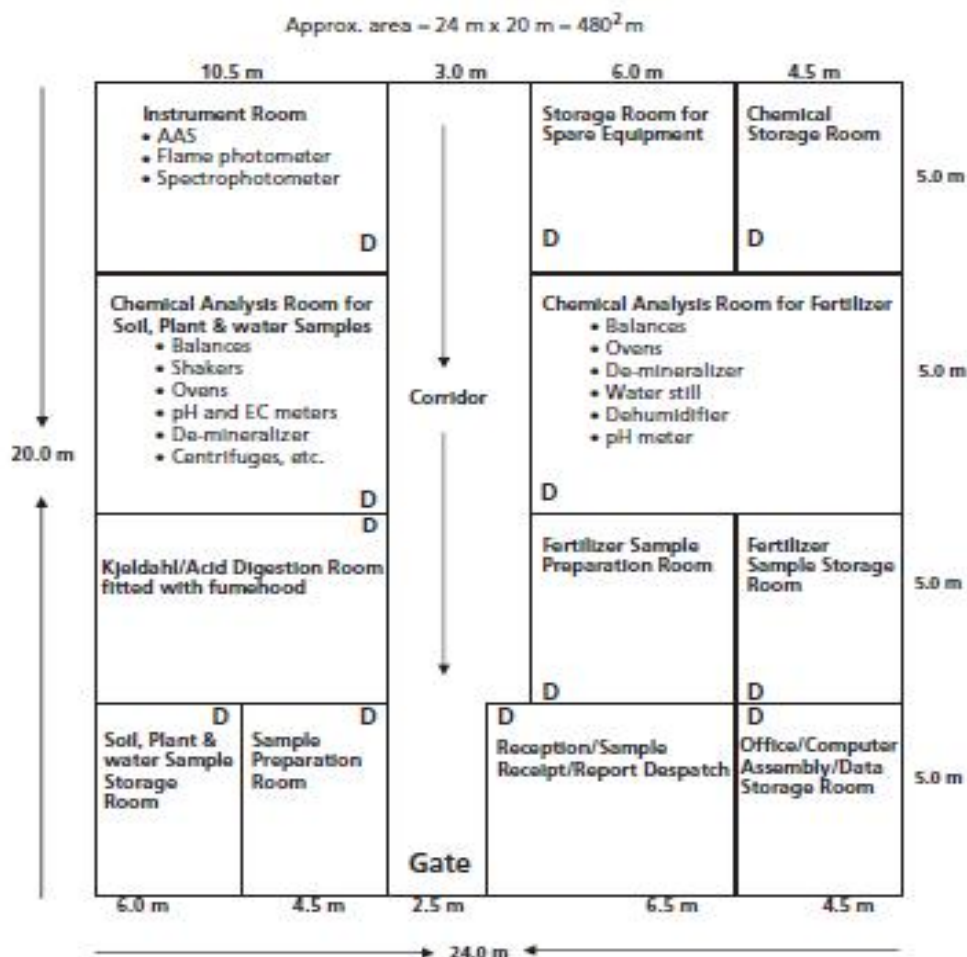 Approx. area – 24 m x 20 m – 480² m
10.5 m
3.0 m
6.0 m
4.5 m
Instrument Room
• AAS
• Flame photometer
• Spectrophotometer
D
Storage Room for
Spare Equipment
D
Chemical
Storage Room
D
5.0 m
Chemical Analysis Room for
Soil, Plant & water Samples
• Balances
• Shakers
• Ovens
• pH and EC meters
• De-mineralizer
• Centrifuges, etc.
D
Corridor
Chemical Analysis Room for Fertilizer
• Balances
• Ovens
• De-mineralizer
• Water still
• Dehumidifier
• pH meter
D
5.0 m
20.0 m
D
Kjeldahl/Acid Digestion Room
fitted with fumehood
Fertilizer Sample
Preparation Room
D
Fertilizer
Sample Storage
Room
D
5.0 m
D
Soil, Plant &
water Sample
Storage
Room
D
Sample
Preparation
Room
Gate
D
Reception/Sample
Receipt/Report Despatch
D
Office/Computer
Assembly/Data
Storage Room
5.0 m
6.0 m
4.5 m
2.5 m
6.5 m
4.5 m
24.0 m